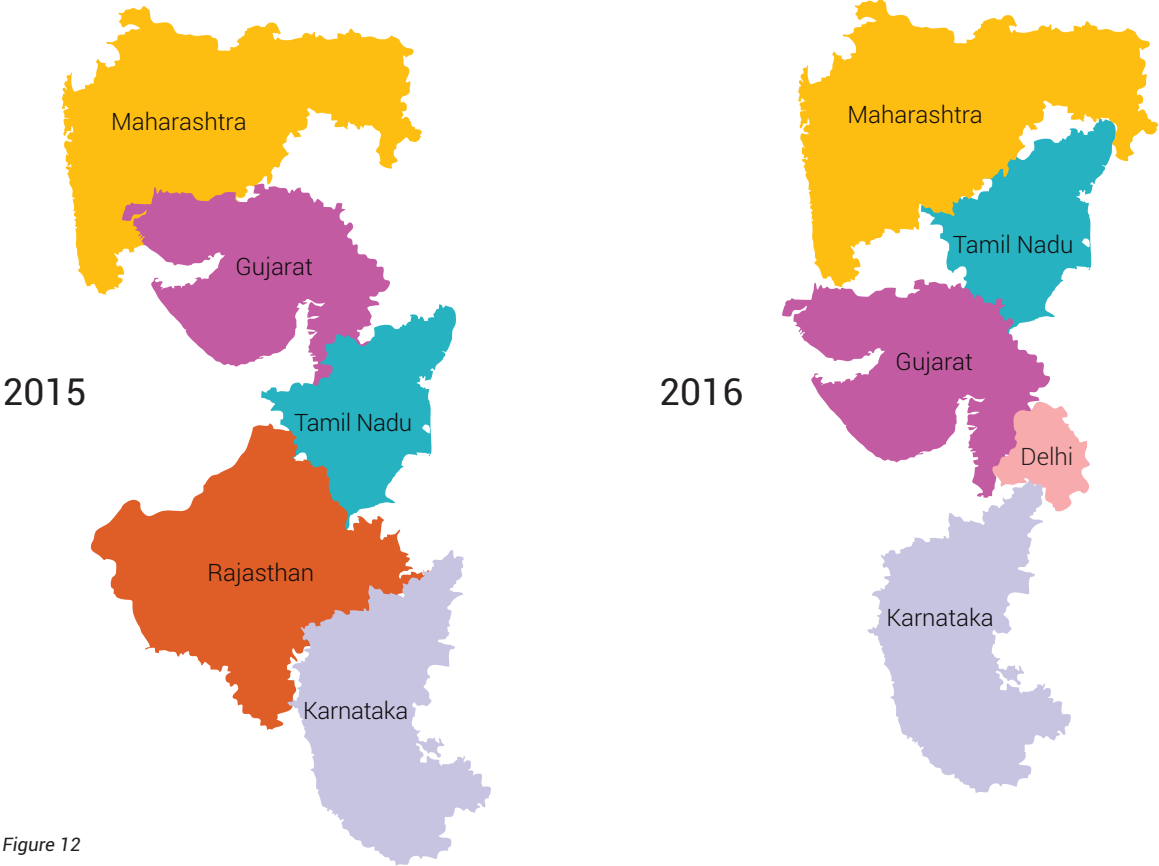 2015
Maharashtra
Gujarat
Tamil Nadu
Rajasthan
Karnataka
2016
Maharashtra
Tamil Nadu
Gujarat
Delhi
Karnataka
Figure 12